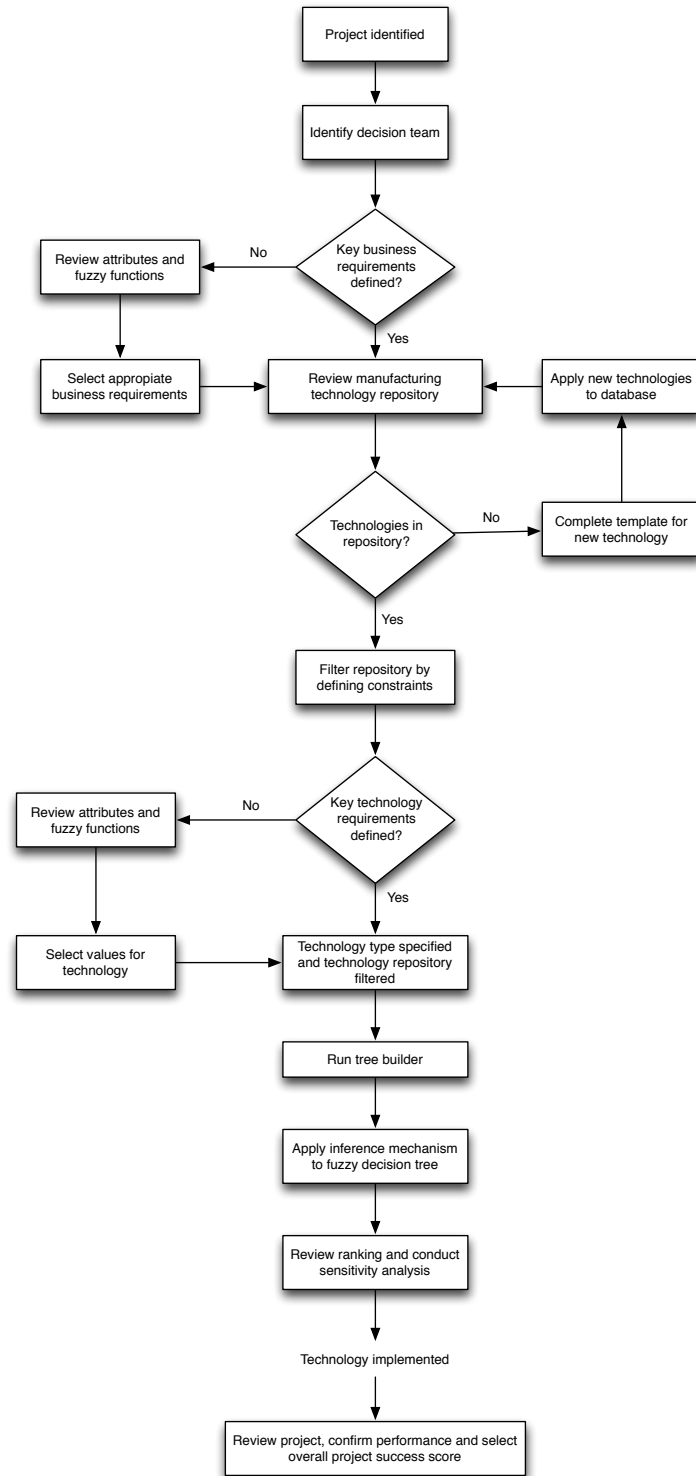 Project identified
Identify decision team
Key business
requirements
defined?
No
Review attributes and
fuzzy functions
Yes
Select appropiate
business requirements
Review manufacturing
technology repository
Apply new technologies
to database
Technologies in
repository?
No
Complete template for
new technology
Yes
Filter repository by
defining constraints
Key technology
requirements
defined?
No
Review attributes and
fuzzy functions
Yes
Select values for
technology
Technology type specified
and technology repository
filtered
Run tree builder
Apply inference mechanism
to fuzzy decision tree
Review ranking and conduct
sensitivity analysis
Technology implemented
Review project, confirm performance and select
overall project success score